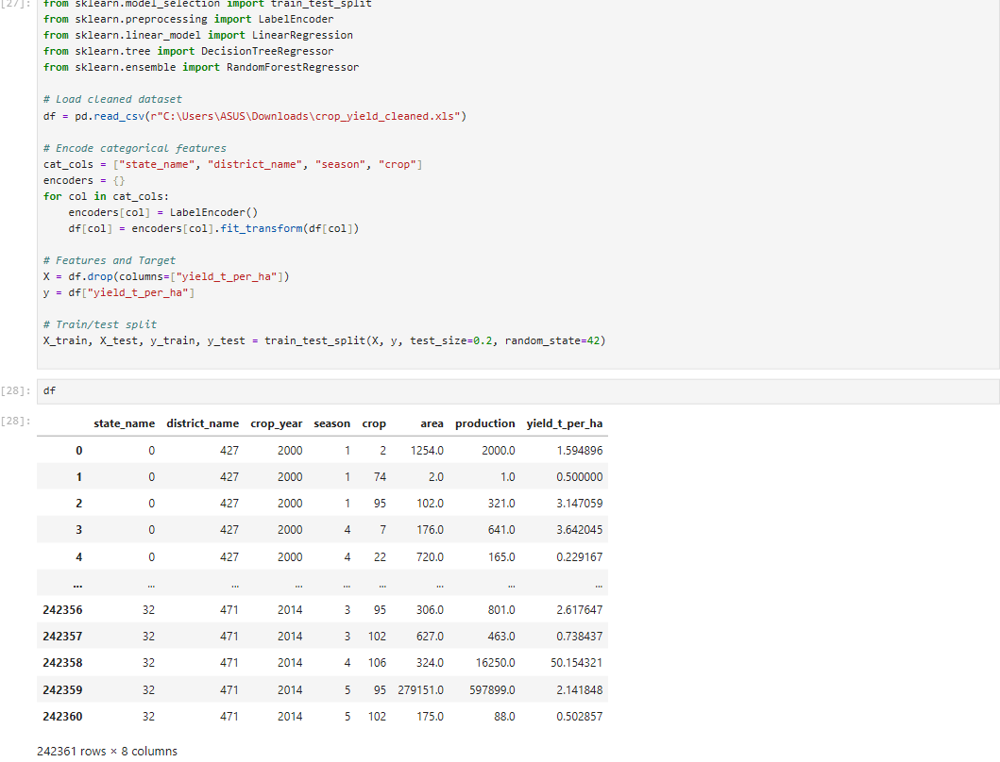 [27]: from sklearn.model_selection import train_test_split
from sklearn.preprocessing import LabelEncoder
from sklearn.linear_model import LinearRegression
from sklearn.tree import DecisionTreeRegressor
from sklearn.ensemble import RandomForestRegressor
# Load cleaned dataset
df = pd.read_csv(r"C:\Users\ASUS\Downloads\crop_yield_cleaned.xls")
# Encode categorical features
cat_cols = ["state_name", "district_name", "season", "crop"]
encoders = {}
for col in cat_cols:
    encoders[col] = LabelEncoder()
    df[col] = encoders[col].fit_transform(df[col])
# Features and Target
X = df.drop(columns=["yield_t_per_ha"])
y = df["yield_t_per_ha"]
# Train/test split
X_train, X_test, y_train, y_test = train_test_split(X, y, test_size=0.2, random_state=42)
[28]: df
[28]:
state_name district_name crop_year season crop area production yield_t_per_ha
0 0 427 2000 1 2 1254.0 2000.0 1.594896
1 0 427 2000 1 74 2.0 1.0 0.500000
2 0 427 2000 1 95 102.0 321.0 3.147059
3 0 427 2000 4 7 176.0 641.0 3.642045
4 0 427 2000 4 22 720.0 165.0 0.229167
... ... ... ... ... ... ... ... ...
242356 32 471 2014 3 95 306.0 801.0 2.617647
242357 32 471 2014 3 102 627.0 463.0 0.738437
242358 32 471 2014 4 106 324.0 16250.0 50.154321
242359 32 471 2014 5 95 279151.0 597899.0 2.141848
242360 32 471 2014 5 102 175.0 88.0 0.502857
242361 rows × 8 columns